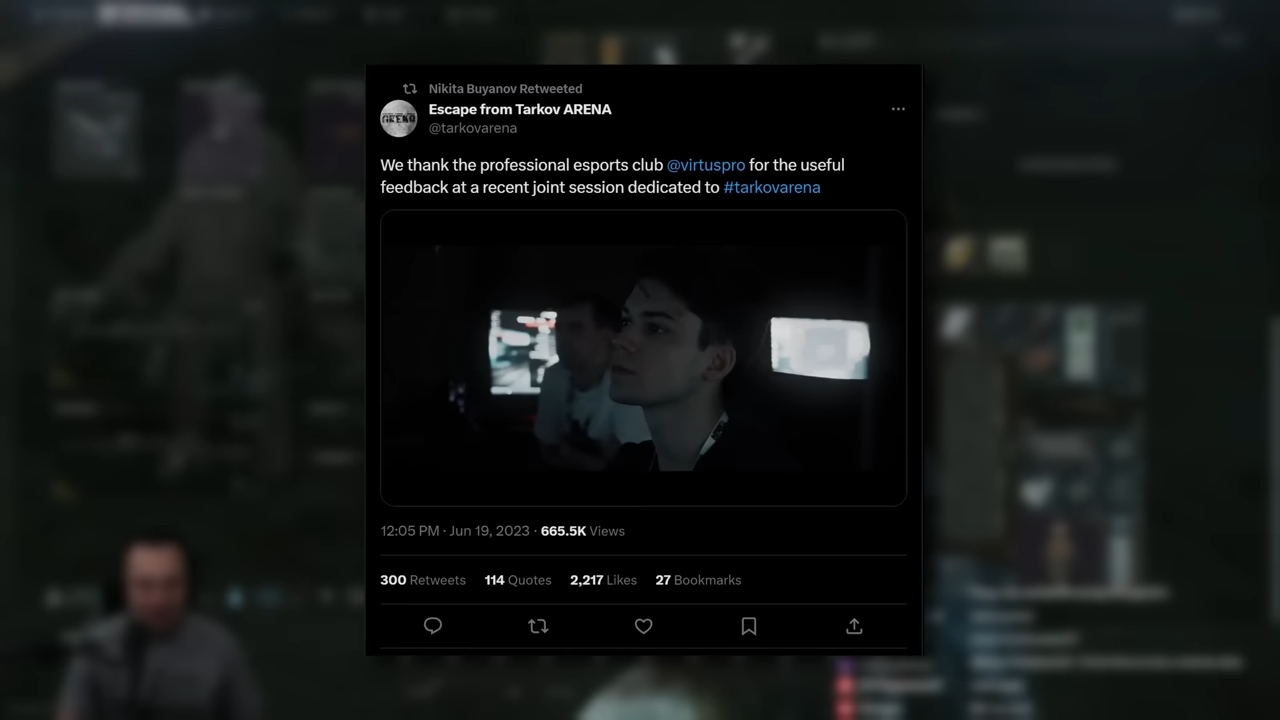 Nikita Buyanov Retweeted
Escape from Tarkov ARENA
@tarkovarena
We thank the professional esports club @virtuspro for the useful
feedback at a recent joint session dedicated to #tarkovarena
12:05 PM · Jun 19, 2023 · 665.5K Views
300 Retweets 114 Quotes 2,217 Likes 27 Bookmarks